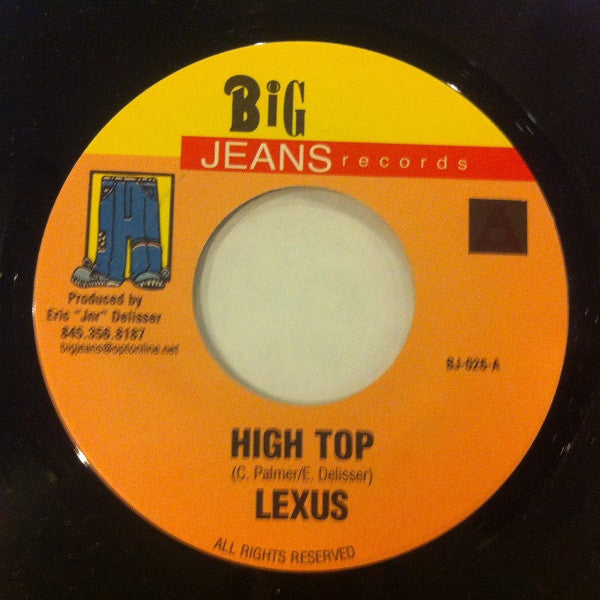 BiG
JEANS records
A
Produced by
Eric "Jnr" Delisser
845.356.8187
bigjeans@optonline.net
BJ-026-A
HIGH TOP
(C. Palmer/E. Delisser)
LEXUS
ALL RIGHTS RESERVED